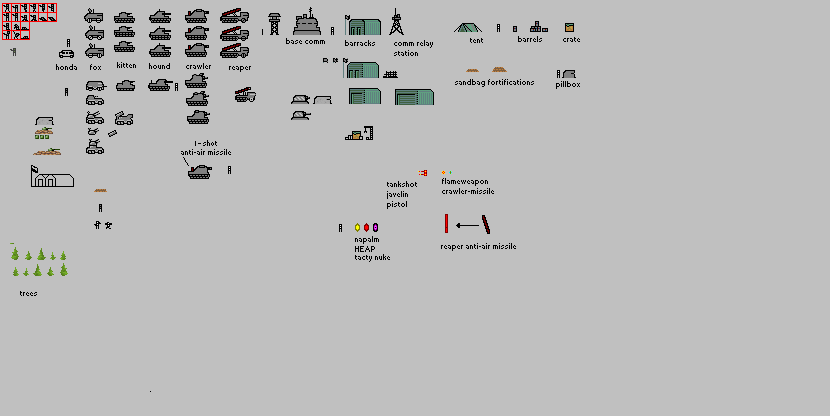 base comm
barracks
comm relay
station
tent
barrels
crate
honda
fox
kitten
hound
crawler
reaper
sandbag fortifications
pillbox
1-shot
anti-air missile
tankshot
javelin
pistol
flameweapon
crawler-missile
napalm
HEAP
tacty nuke
reaper anti-air missile
trees